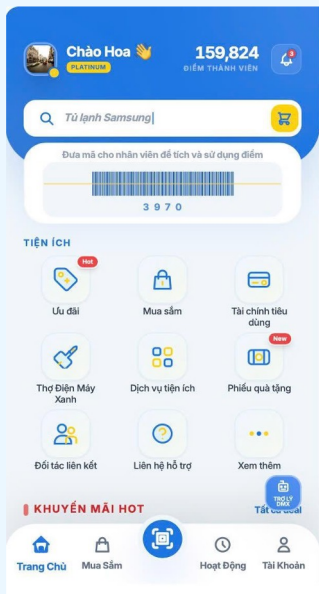 Chào Hoa 👋
159,824
PLATINUM
ĐIỂM THÀNH VIÊN
3
Tủ lạnh Samsung
Đưa mã cho nhân viên để tích và sử dụng điểm
3970
TIỆN ÍCH
Hot
Ưu đãi
Mua sắm
Tài chính tiêu
dùng
New
Thợ Điện Máy
Xanh
Dịch vụ tiện ích
Phiếu quà tặng
Đối tác liên kết
Liên hệ hỗ trợ
Xem thêm
TRỢ LÝ
DMX
KHUYẾN MÃI HOT
Tất cả deal
Trang Chủ
Mua Sắm
Hoạt Động
Tài Khoản